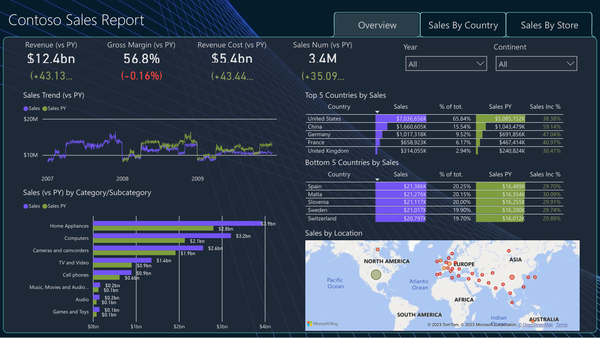 Contoso Sales Report
Overview
Sales By Country
Sales By Store
Revenue (vs PY)
$12.4bn
(+43.13...
Gross Margin (vs PY)
56.8%
(-0.16%)
Revenue Cost (vs PY)
$5.4bn
(+43.44...
Sales Num (vs PY)
3.4M
(+35.09...
Year
All
Continent
All
Sales Trend (vs PY)
Sales Sales PY
$20M
$10M
2007 2008 2009
Sales (vs PY) by Category/Subcategory
Sales Sales PY
Home Appliances $3.9bn $2.8bn
Computers $3.2bn $2.1bn
Cameras and camcorders $2.6bn $1.9bn
TV and Video $1.4bn $0.9bn
Cell phones $0.9bn $0.6bn
Music, Movies and Audio... $0.2bn $0.1bn
Audio $0.2bn $0.1bn
Games and Toys $0.1bn $0.1bn
$0bn $1bn $2bn $3bn $4bn
Top 5 Countries by Sales
Country Sales % of tot. Sales PY Sales Inc %
United States $7,036,656K 65.84% $5,085,152K 38.38%
China $1,660,605K 15.54% $1,043,479K 59.14%
Germany $1,017,318K 9.52% $691,856K 47.04%
France $658,923K 6.17% $467,414K 40.97%
United Kingdom $314,055K 2.94% $240,824K 30.41%
Bottom 5 Countries by Sales
Country Sales % of tot. Sales PY Sales Inc %
Spain $21,386K 20.25% $16,489K 29.70%
Malta $21,276K 20.15% $16,354K 30.09%
Slovenia $21,117K 20.00% $16,255K 29.91%
Sweden $21,017K 19.90% $16,200K 29.74%
Switzerland $20,797K 19.70% $16,012K 29.89%
Sales by Location
NORTH AMERICA
EUROPE
ASIA
Pacific
Ocean
Atlantic
Ocean
AFRICA
SOUTH AMERICA
Indian
AUSTRALIA
Microsoft Bing
© 2023 TomTom, © 2023 Microsoft Corporation, © OpenStreetMap Terms